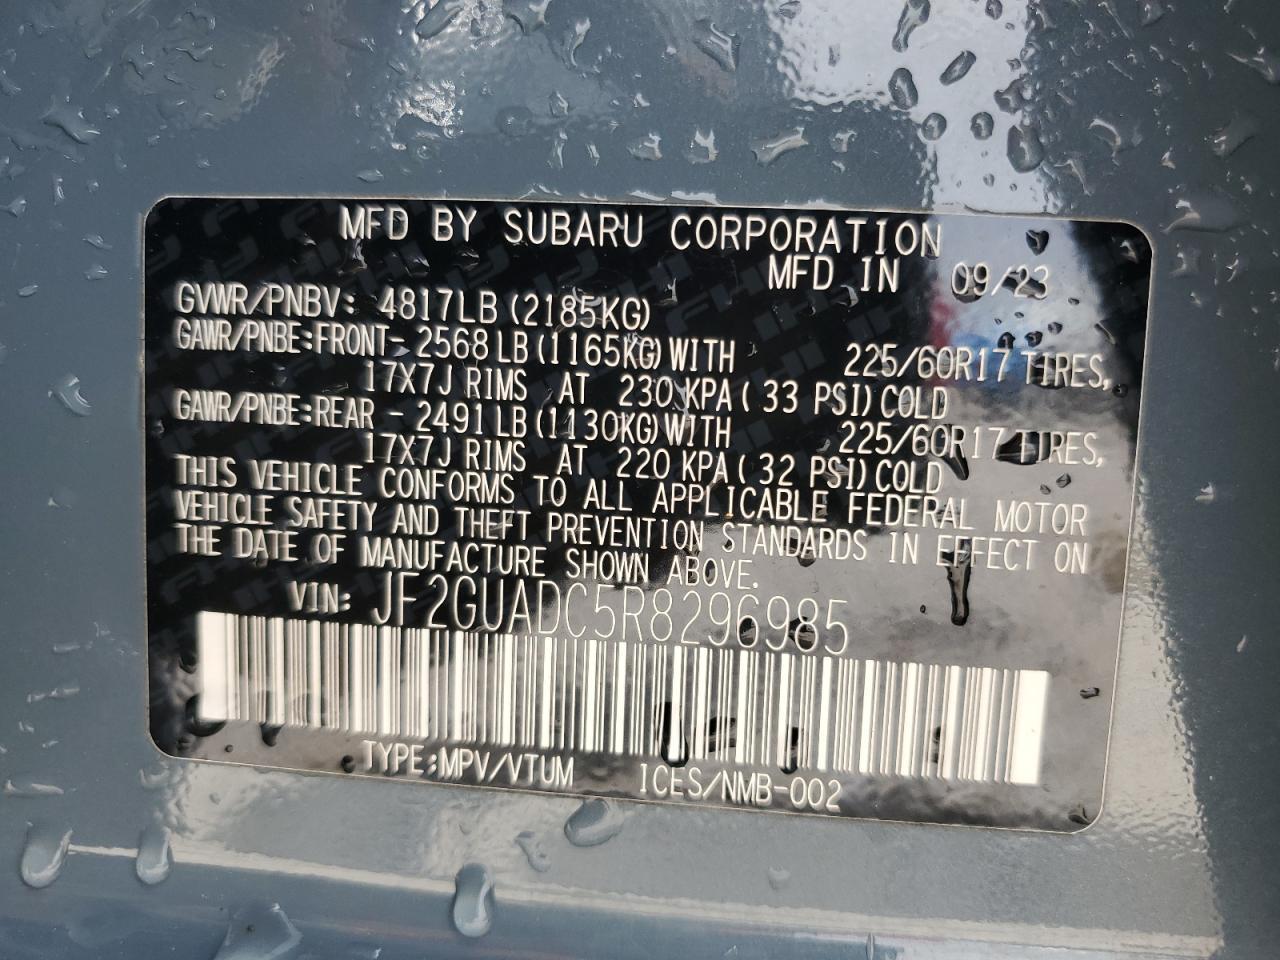 MFD BY SUBARU CORPORATION
MFD IN 09/23
GVWR/PNBV: 4817LB (2185KG)
GAWR/PNBE:FRONT- 2568 LB (1165KG) WITH 225/60R17 TIRES,
17X7J RIMS AT 230 KPA ( 33 PSI) COLD
GAWR/PNBE:REAR - 2491 LB (1130KG) WITH 225/60R17 TIRES,
17X7J RIMS AT 220 KPA ( 32 PSI) COLD
THIS VEHICLE CONFORMS TO ALL APPLICABLE FEDERAL MOTOR
VEHICLE SAFETY AND THEFT PREVENTION STANDARDS IN EFFECT ON
THE DATE OF MANUFACTURE SHOWN ABOVE.
VIN: JF2GUADC5R8296985
TYPE:MPV/VTUM ICES/NMB-002